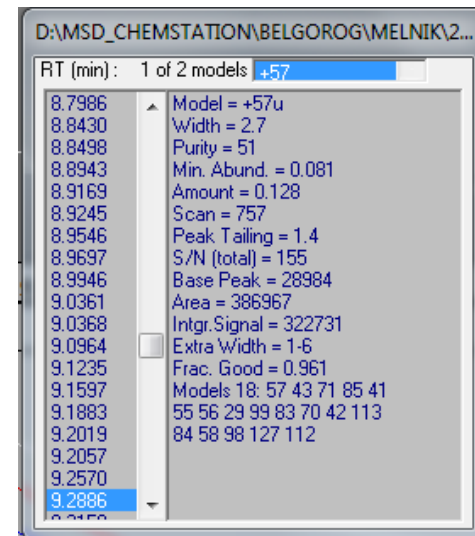 D:\MSD_CHEMSTATION\BELGOROG\MELNIK\2...
RT (min) : 1 of 2 models +57
8.7986
8.8430
8.8498
8.8943
8.9169
8.9245
8.9546
8.9697
8.9946
9.0361
9.0368
9.0964
9.1235
9.1597
9.1883
9.2019
9.2057
9.2570
9.2886
Model = +57u
Width = 2.7
Purity = 51
Min. Abund. = 0.081
Amount = 0.128
Scan = 757
Peak Tailing = 1.4
S/N (total) = 155
Base Peak = 28984
Area = 386967
Intgr.Signal = 322731
Extra Width = 1-6
Frac. Good = 0.961
Models 18: 57 43 71 85 41
55 56 29 99 83 70 42 113
84 58 98 127 112